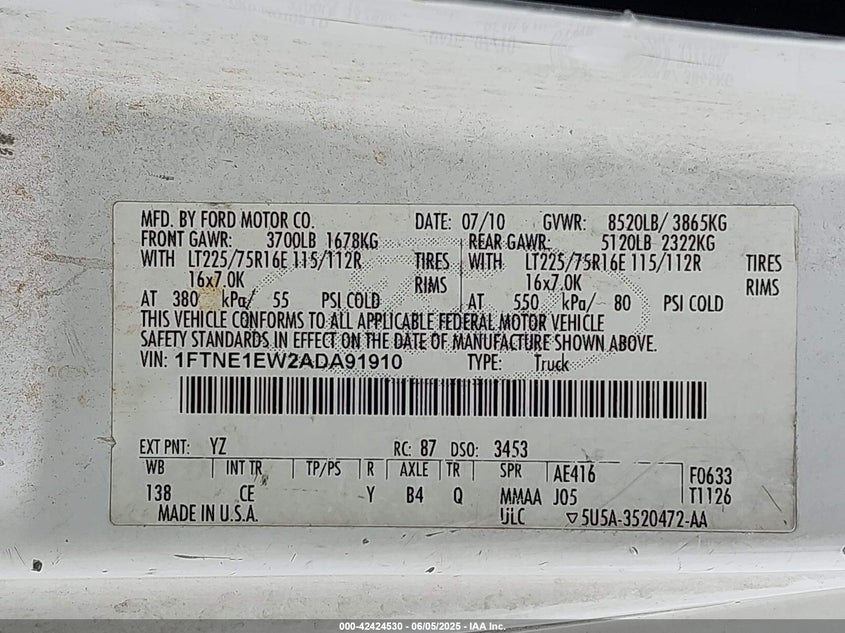 MFD. BY FORD MOTOR CO. DATE: 07/10 GVWR: 8520LB/ 3865KG
FRONT GAWR: 3700LB 1678KG REAR GAWR: 5120LB 2322KG
WITH LT225/75R16E 115/112R TIRES WITH LT225/75R16E 115/112R TIRES
16x7.0K RIMS 16x7.0K RIMS
AT 380 kPa/ 55 PSI COLD AT 550 kPa/ 80 PSI COLD
THIS VEHICLE CONFORMS TO ALL APPLICABLE FEDERAL MOTOR VEHICLE
SAFETY STANDARDS IN EFFECT ON THE DATE OF MANUFACTURE SHOWN ABOVE.
VIN: 1FTNE1EW2ADA91910 TYPE: Truck
EXT PNT: YZ RC: 87 DSO: 3453
WB INT TR TP/PS R AXLE TR SPR AE416 F0633
138 CE Y B4 Q MMAA J05 T1126
MADE IN U.S.A. ULC ▽5U5A-3520472-AA
000-42424530 - 06/05/2025 - IAA Inc.